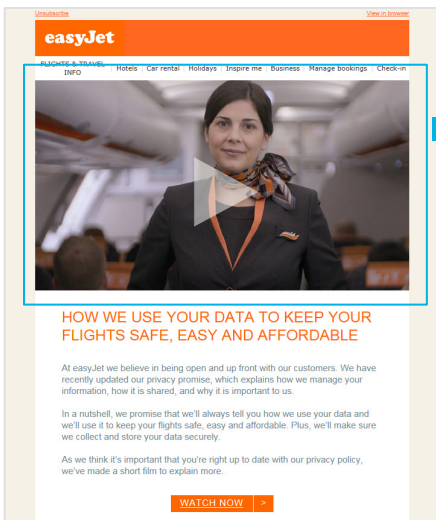 Unsubscribe View in browser
easyJet
FLIGHTS & TRAVEL INFO Hotels Car rental Holidays Inspire me Business Manage bookings Check-in
HOW WE USE YOUR DATA TO KEEP YOUR
FLIGHTS SAFE, EASY AND AFFORDABLE
At easyJet we believe in being open and up front with our customers. We have
recently updated our privacy promise, which explains how we manage your
information, how it is shared, and why it is important to us.
In a nutshell, we promise that we'll always tell you how we use your data and
we'll use it to keep your flights safe, easy and affordable. Plus, we'll make sure
we collect and store your data securely.
As we think it's important that you're right up to date with our privacy policy,
we've made a short film to explain more.
WATCH NOW >